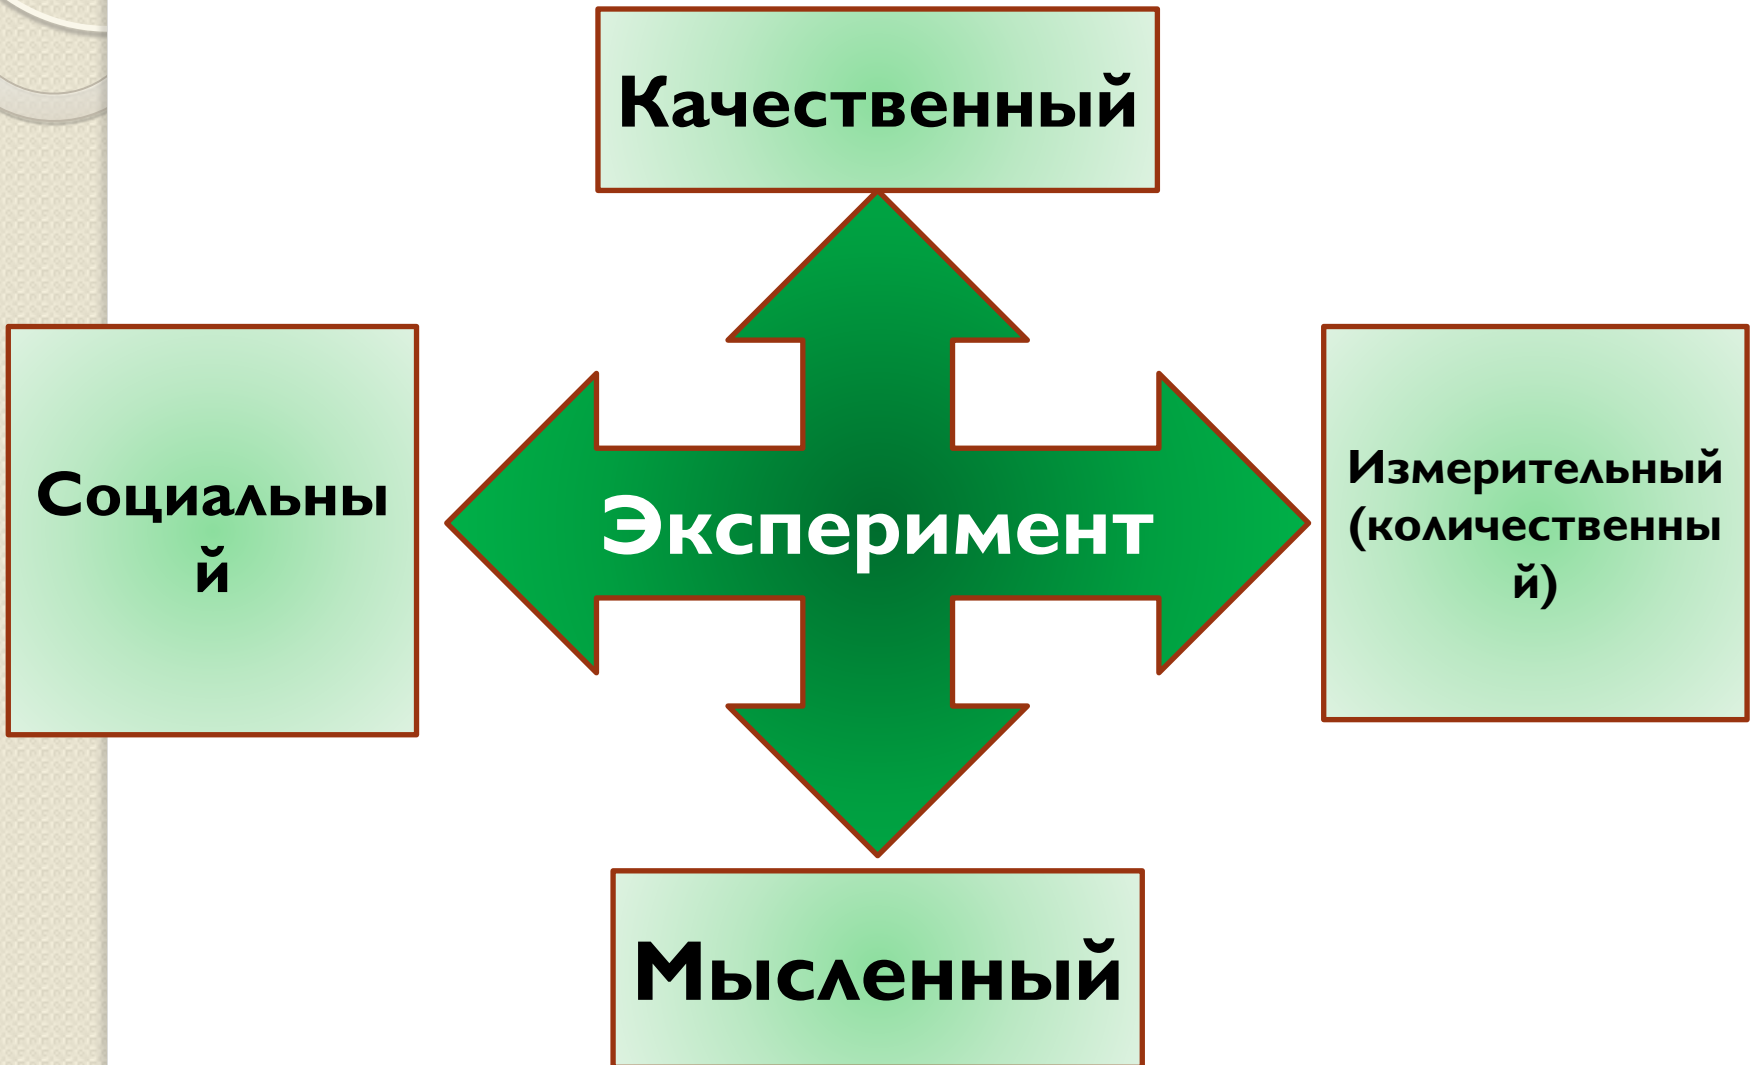 Качественный
Социальны
й
Эксперимент
Измерительный
(количественны
й)
Мысленный